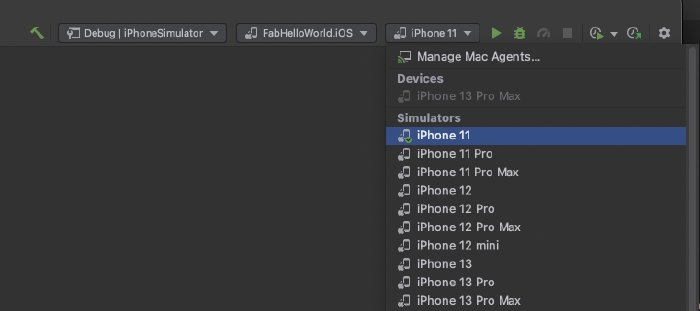 Debug | iPhoneSimulator FabHelloWorld.iOS iPhone 11
Manage Mac Agents...
Devices
iPhone 13 Pro Max
Simulators
iPhone 11
iPhone 11 Pro
iPhone 11 Pro Max
iPhone 12
iPhone 12 Pro
iPhone 12 Pro Max
iPhone 12 mini
iPhone 13
iPhone 13 Pro
iPhone 13 Pro Max